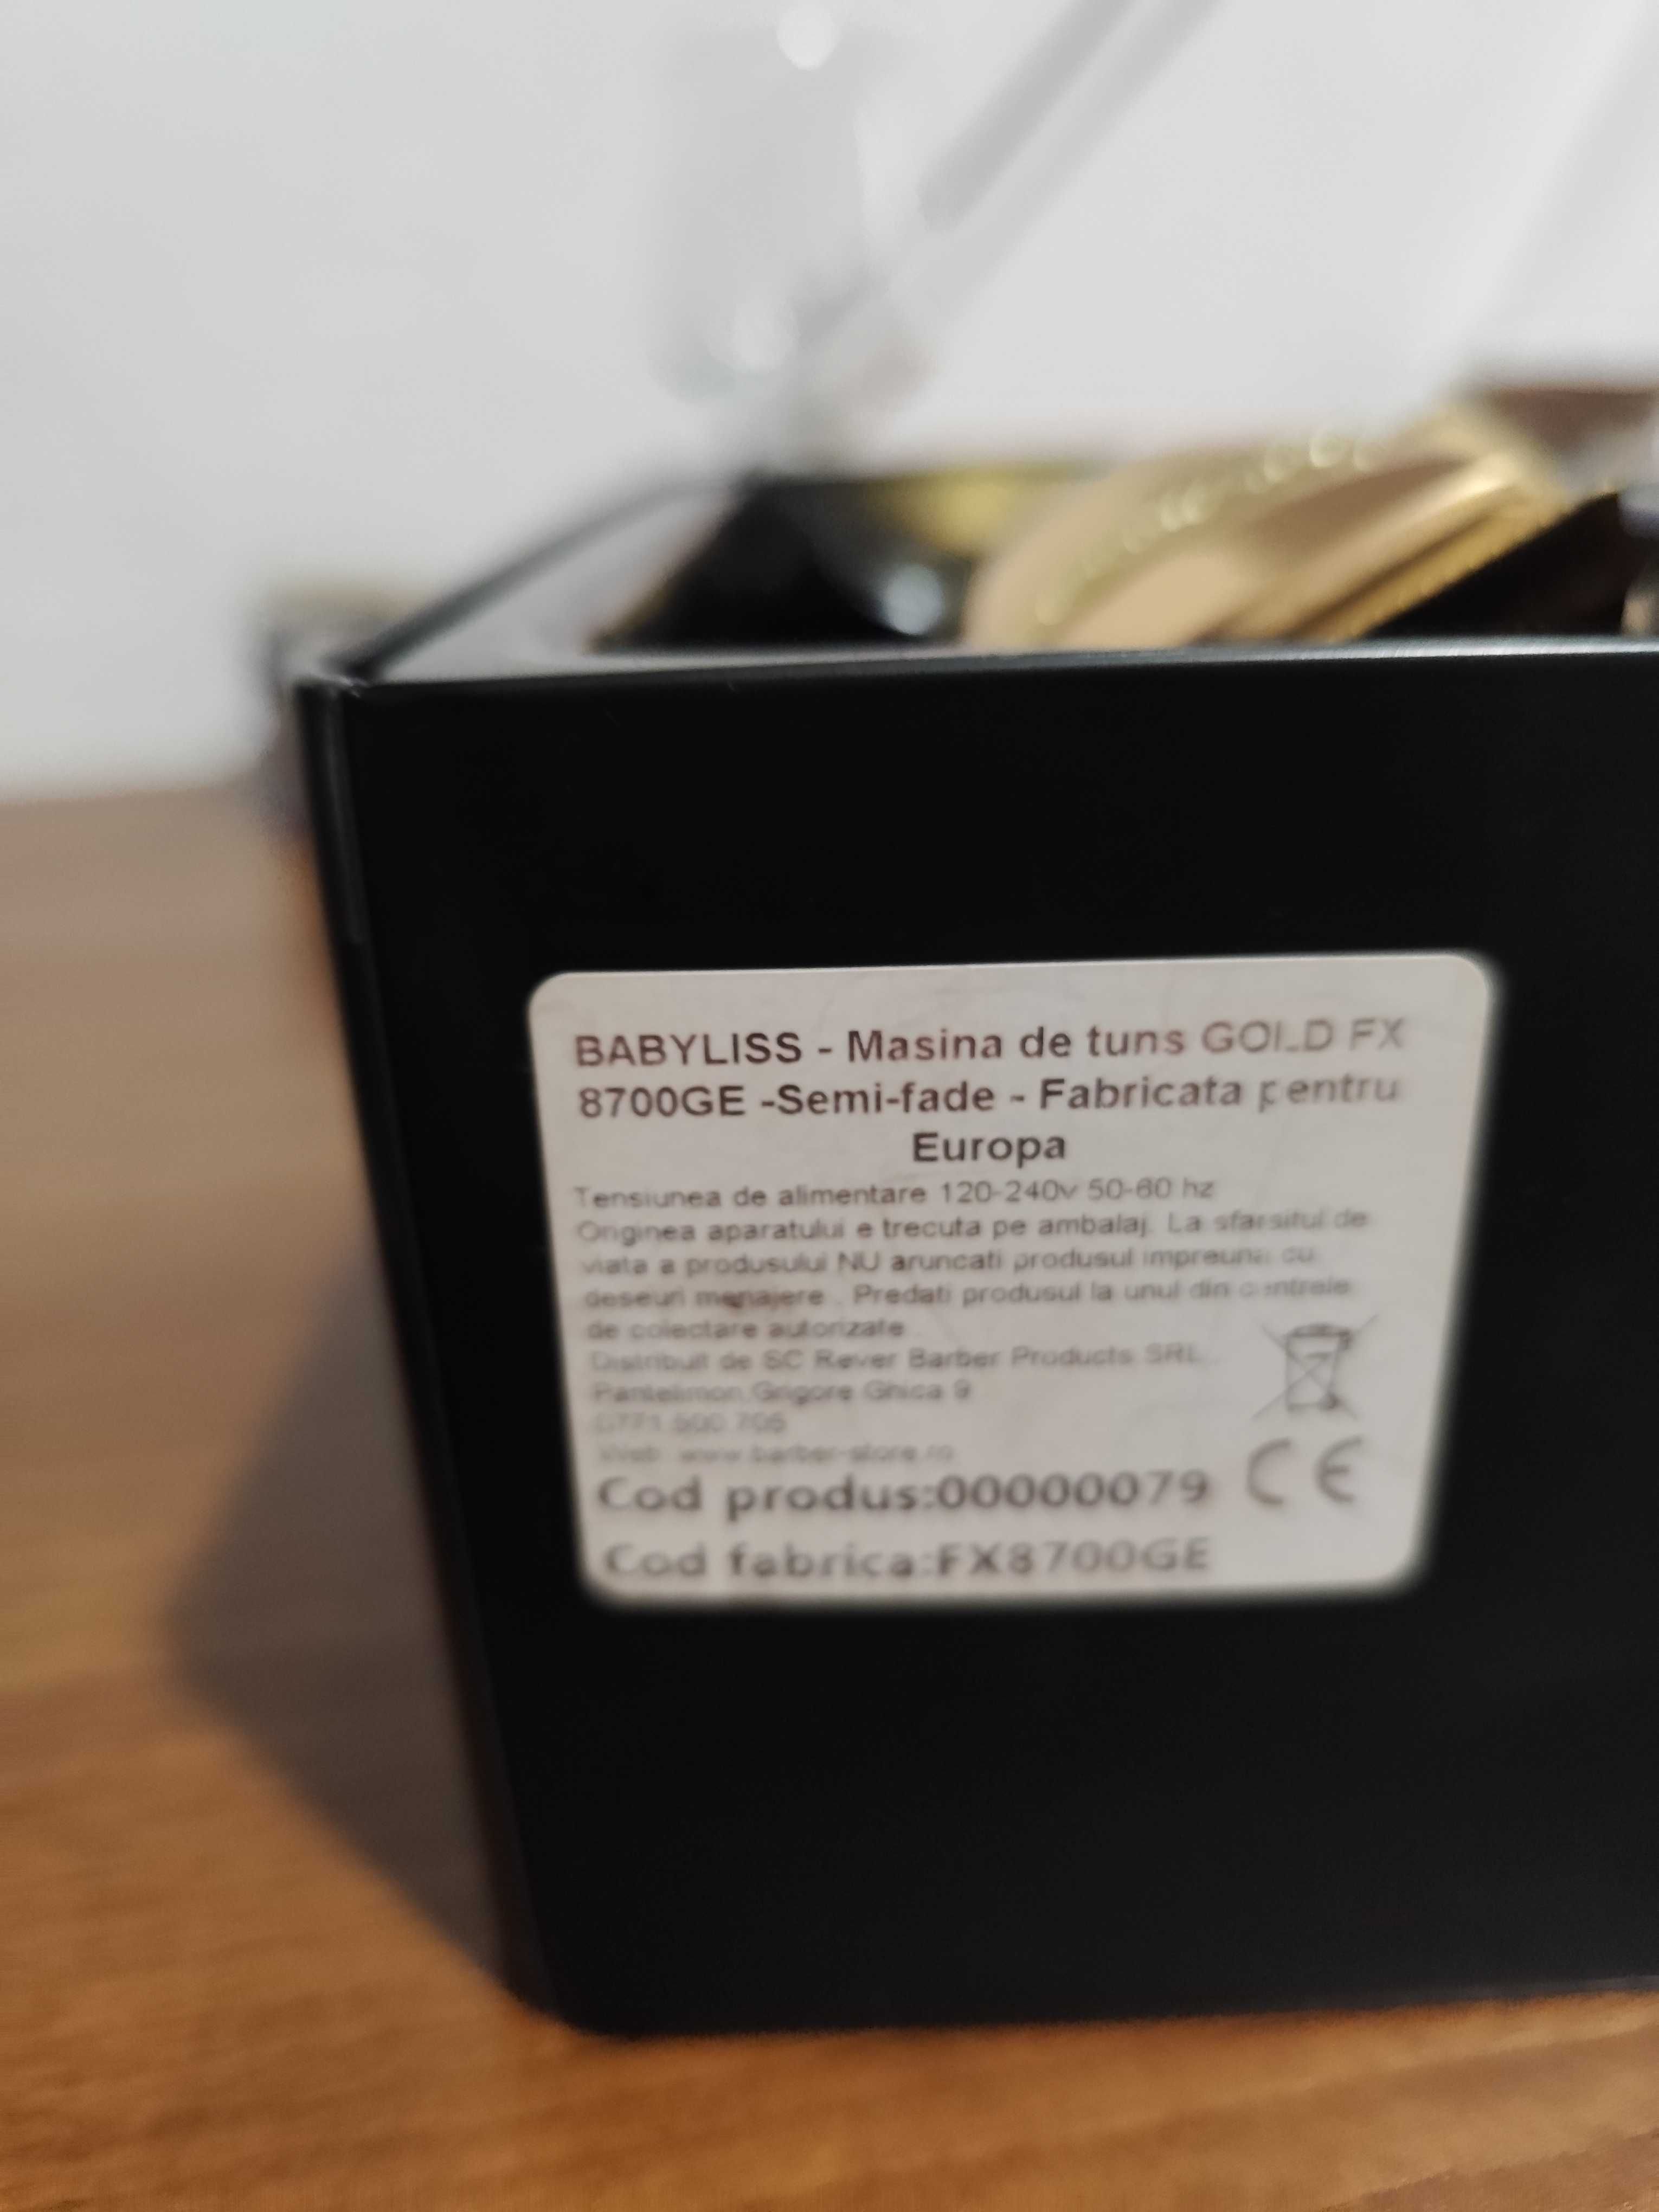 BABYLISS - Masina de tuns GOLD FX
8700GE -Semi-fade - Fabricata pentru
Europa
Tensiunea de alimentare 120-240v 50-60 hz
Originea aparatului e trecuta pe ambalaj. La sfarsitul de
viata a produsului NU aruncati produsul impreuna cu
deseuri menajere . Predati produsul la unul din centrele
de colectare autorizate
Distribuit de SC Rever Barber Products SRL
Pantelimon,Grigore Ghica 9
Web: www.barber-store.ro
Cod produs:00000079 CE
Cod fabrica:FX8700GE